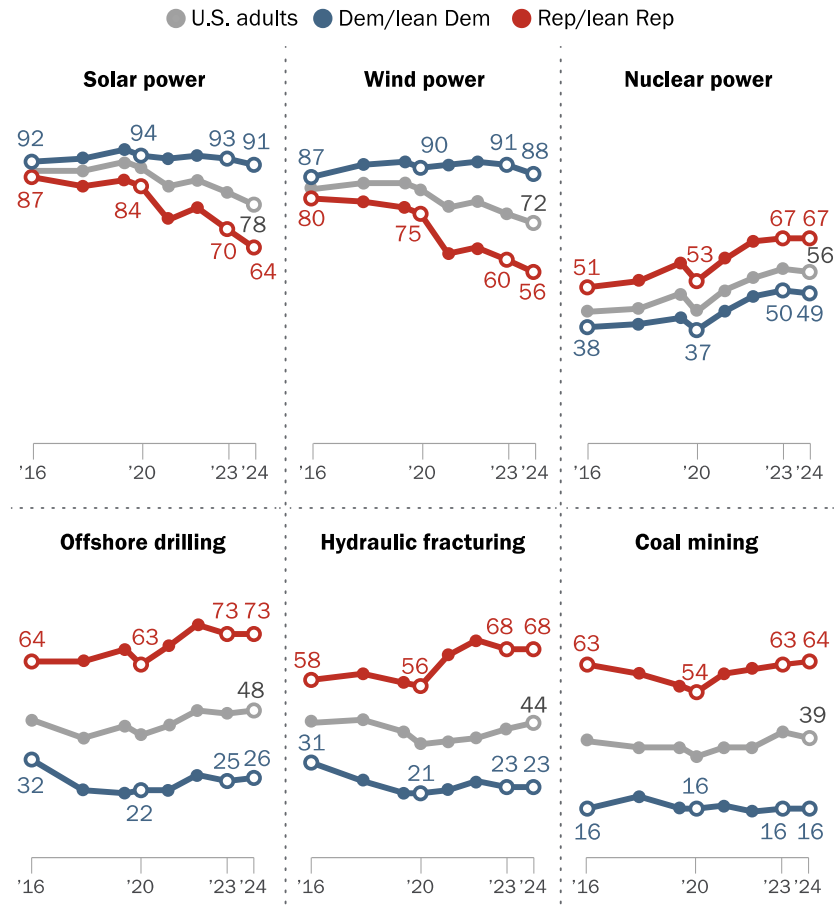 U.S. adults Dem/lean Dem Rep/lean Rep
Solar power
92 94 93 91
87 84 78
70
64
'16 '20 '23 '24
Wind power
87 90 91 88
80 75 72
60 56
'16 '20 '23 '24
Nuclear power
67 67
51 53 56
50 49
38 37
'16 '20 '23 '24
Offshore drilling
73 73
64 63
48
32 25 26
22
'16 '20 '23 '24
Hydraulic fracturing
68 68
58 56
44
31 21 23 23
'16 '20 '23 '24
Coal mining
63 54 63 64
39
16
16 16 16
'16 '20 '23 '24